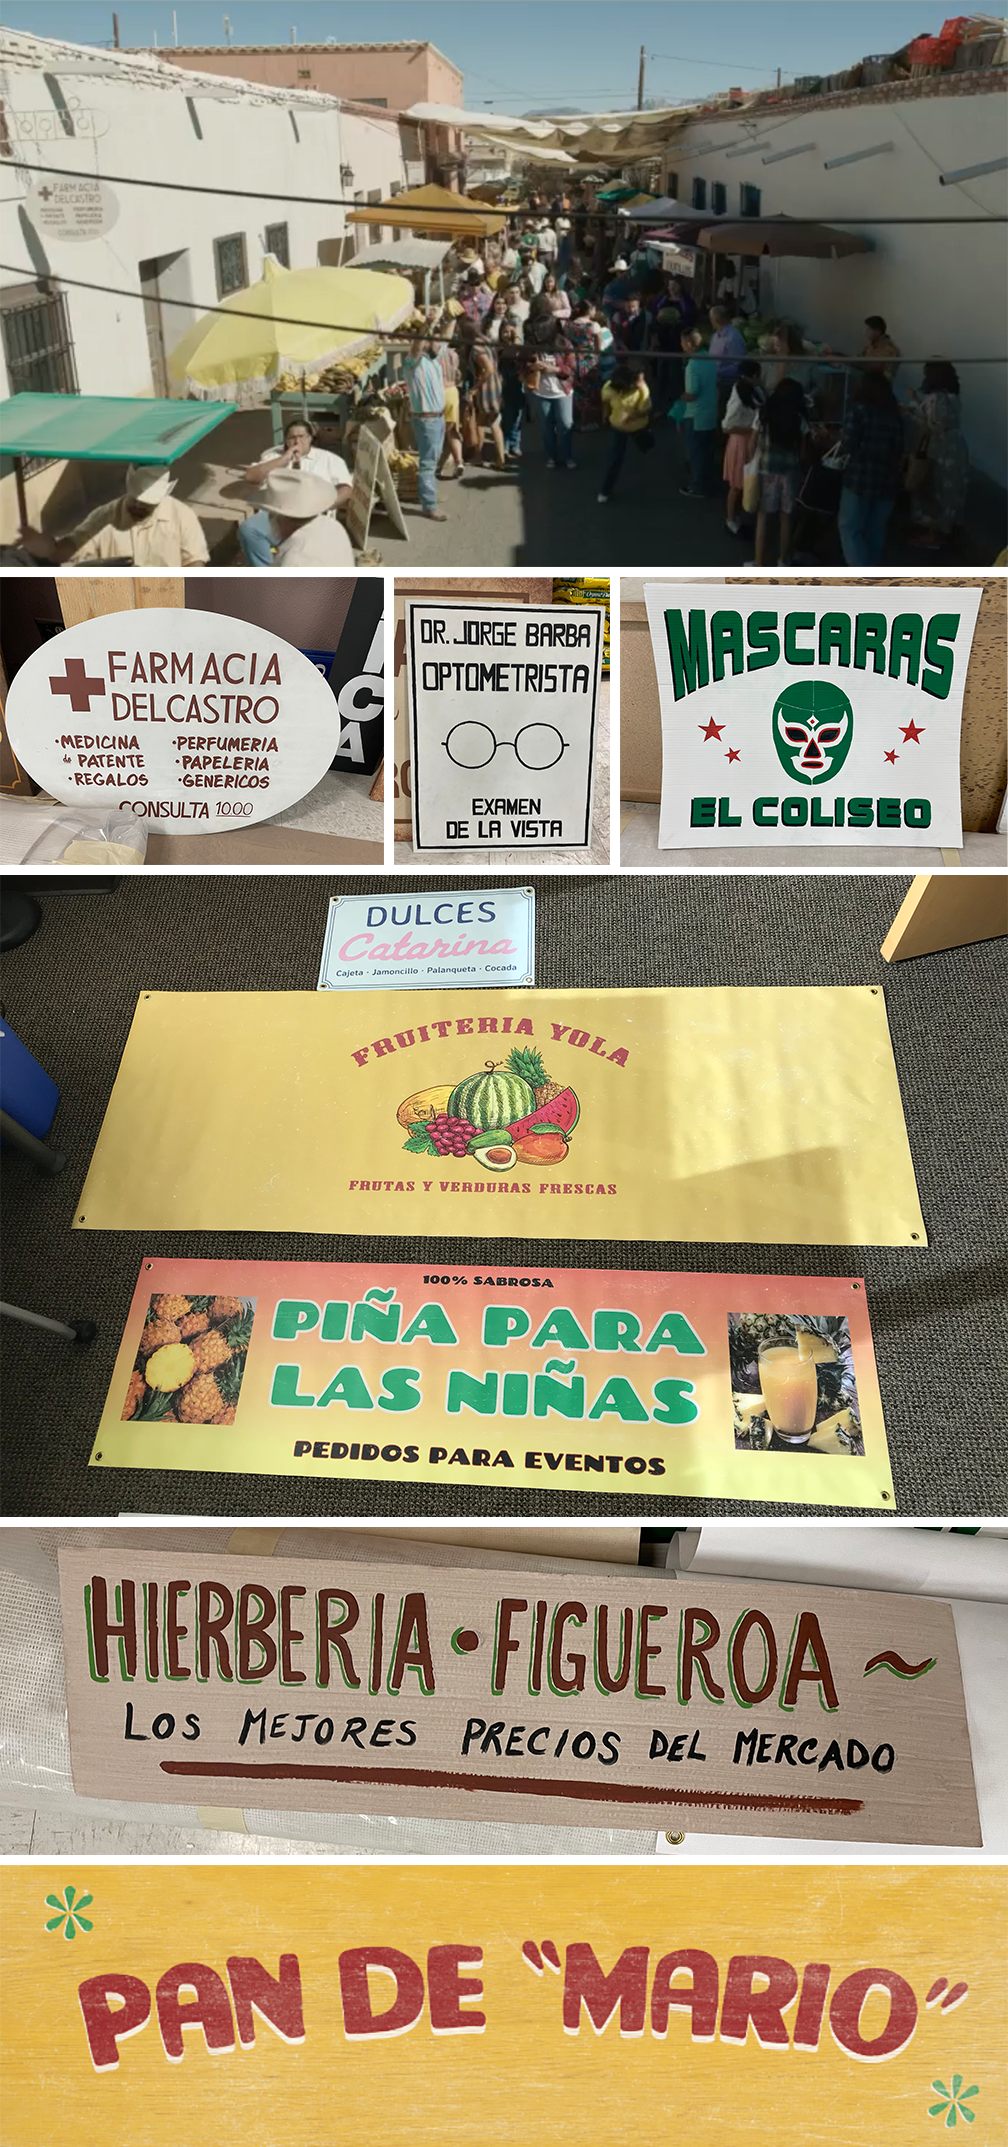 FARMACIA
DELCASTRO
FARMACIA
DELCASTRO
•MEDICINA
de PATENTE
•REGALOS
•PERFUMERIA
•PAPELERIA
•GENERICOS
CONSULTA 10.00
DR. JORGE BARBA
OPTOMETRISTA
EXAMEN
DE LA VISTA
MASCARAS
EL COLISEO
DULCES
Catarina
Cajeta · Jamoncillo · Palanqueta · Cocada
FRUITERIA YOLA
FRUTAS Y VERDURAS FRESCAS
100% SABROSA
PIÑA PARA
LAS NIÑAS
PEDIDOS PARA EVENTOS
HIERBERIA • FIGUEROA ~
LOS MEJORES PRECIOS DEL MERCADO
PAN DE "MARIO"